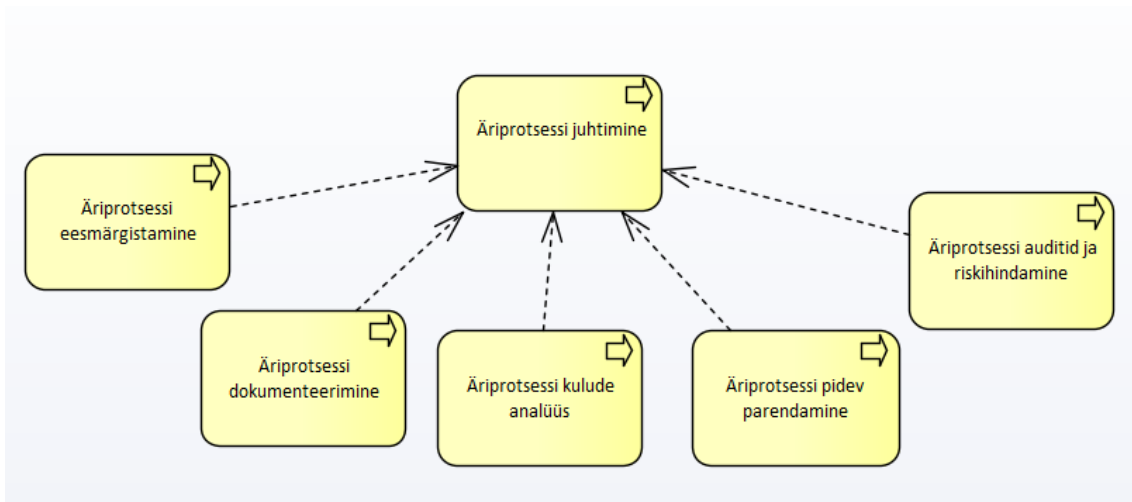 Äriprotsessi juhtimine
Äriprotsessi
eesmärgistamine
Äriprotsessi auditid ja
riskihindamine
Äriprotsessi
dokumenteerimine
Äriprotsessi kulude
analüüs
Äriprotsessi pidev
parendamine